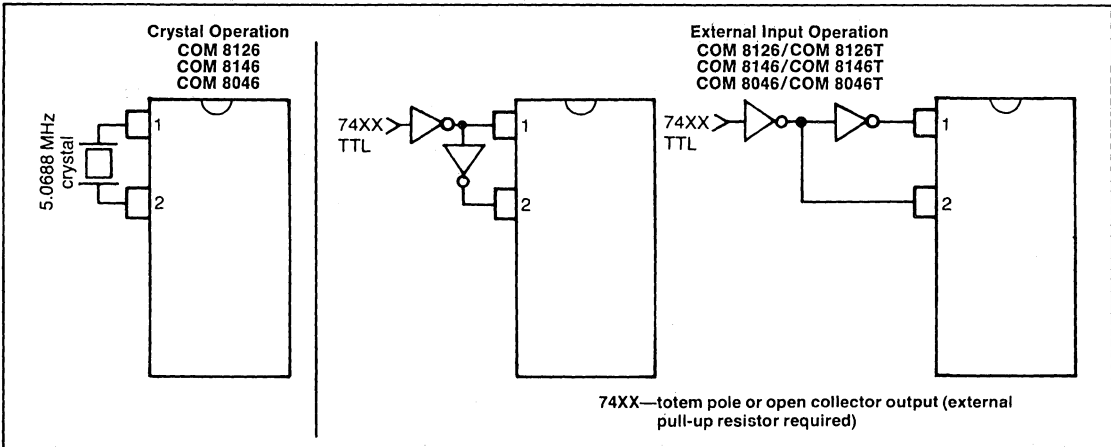 Crystal Operation
COM 8126
COM 8146
COM 8046
5.0688 MHz
crystal
1
2
External Input Operation
COM 8126/COM 8126T
COM 8146/COM 8146T
COM 8046/COM 8046T
74XX
TTL
1
2
74XX
TTL
1
2
74XX—totem pole or open collector output (external
pull-up resistor required)